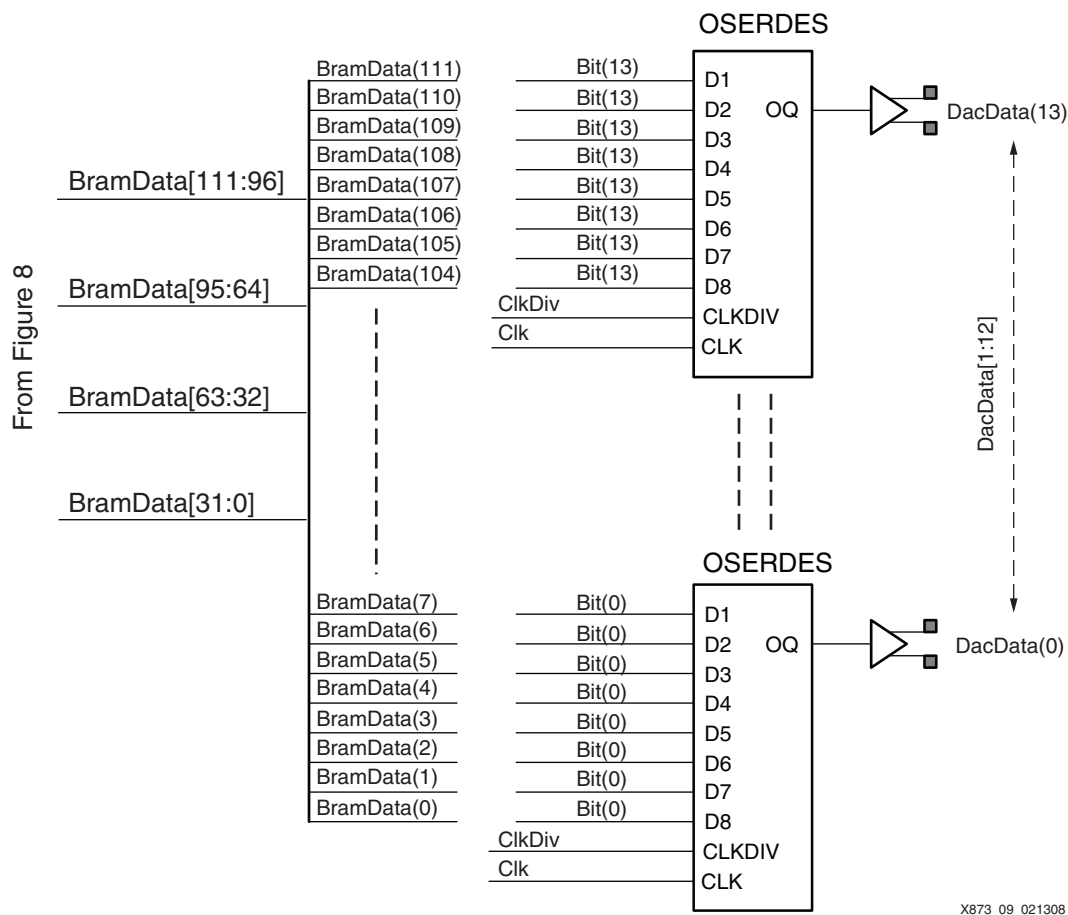 OSERDES
BramData(111)
BramData(110)
BramData(109)
BramData(108)
BramData(107)
BramData(106)
BramData(105)
BramData(104)
Bit(13)
Bit(13)
Bit(13)
Bit(13)
Bit(13)
Bit(13)
Bit(13)
Bit(13)
ClkDiv
Clk
D1
D2
D3
D4
D5
D6
D7
D8
CLKDIV
CLK
OQ
DacData(13)
From Figure 8
BramData[111:96]
BramData[95:64]
BramData[63:32]
BramData[31:0]
DacData[1:12]
OSERDES
BramData(7)
BramData(6)
BramData(5)
BramData(4)
BramData(3)
BramData(2)
BramData(1)
BramData(0)
Bit(0)
Bit(0)
Bit(0)
Bit(0)
Bit(0)
Bit(0)
Bit(0)
Bit(0)
ClkDiv
Clk
D1
D2
D3
D4
D5
D6
D7
D8
CLKDIV
CLK
OQ
DacData(0)
X873_09_021308